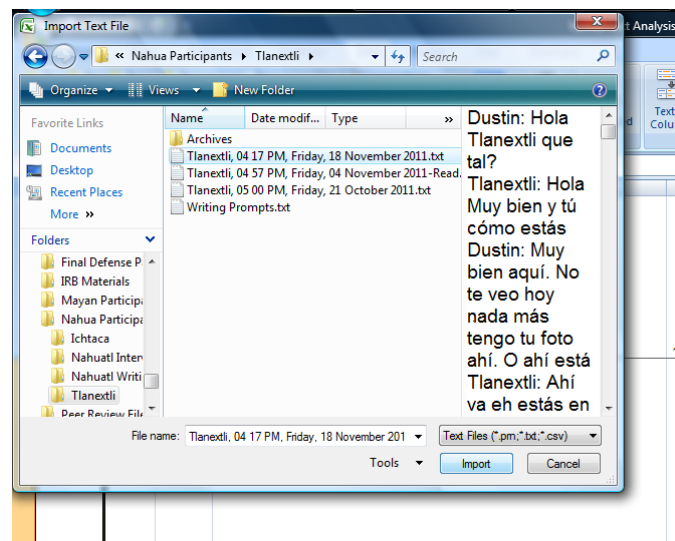 Import Text File
t Analysis
« Nahua Participants ▸ Tlanextli ▸
Search
Organize
Views
New Folder
Text
Colu
Favorite Links
Documents
Desktop
Recent Places
More »
Folders
Final Defense P
IRB Materials
Mayan Participa
Nahua Participa
Ichtaca
Nahuatl Inter
Nahuatl Writi
Tlanextli
Peer Review File
Name Date modif... Type »
Archives
Tlanextli, 04 17 PM, Friday, 18 November 2011.txt
Tlanextli, 04 57 PM, Friday, 04 November 2011-Read.
Tlanextli, 05 00 PM, Friday, 21 October 2011.txt
Writing Prompts.txt
Dustin: Hola
Tlanextli que
tal?
Tlanextli: Hola
Muy bien y tú
cómo estás
Dustin: Muy
bien aquí. No
te veo hoy
nada más
tengo tu foto
ahí. O ahí está
Tlanextli: Ahí
va eh estás en
File name: Tlanextli, 04 17 PM, Friday, 18 November 201
Text Files (*.prn;*.txt;*.csv)
Tools
Import
Cancel